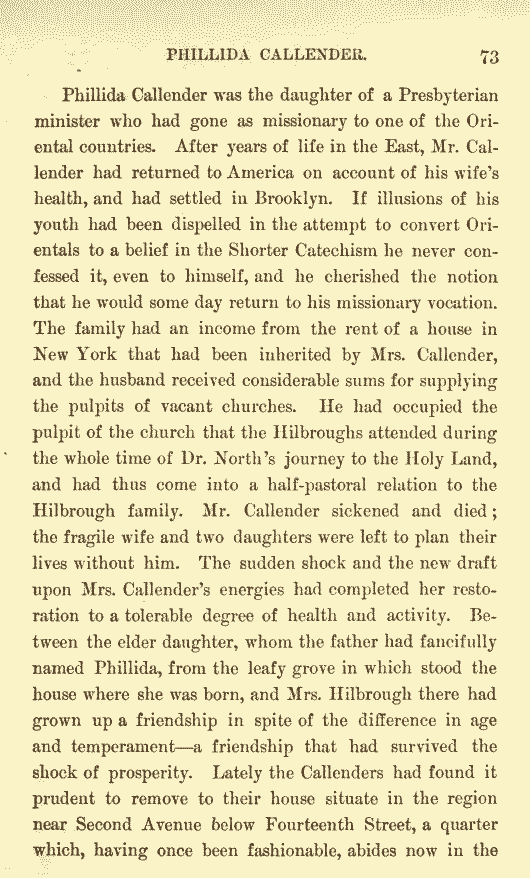 PHILLIDA CALLENDER. 73
Phillida Callender was the daughter of a Presbyterian
minister who had gone as missionary to one of the Ori-
ental countries. After years of life in the East, Mr. Cal-
lender had returned to America on account of his wife's
health, and had settled in Brooklyn. If illusions of his
youth had been dispelled in the attempt to convert Ori-
entals to a belief in the Shorter Catechism he never con-
fessed it, even to himself, and he cherished the notion
that he would some day return to his missionary vocation.
The family had an income from the rent of a house in
New York that had been inherited by Mrs. Callender,
and the husband received considerable sums for supplying
the pulpits of vacant churches. He had occupied the
pulpit of the church that the Hilbroughs attended during
the whole time of Dr. North's journey to the Holy Land,
and had thus come into a half-pastoral relation to the
Hilbrough family. Mr. Callender sickened and died;
the fragile wife and two daughters were left to plan their
lives without him. The sudden shock and the new draft
upon Mrs. Callender's energies had completed her resto-
ration to a tolerable degree of health and activity. Be-
tween the elder daughter, whom the father had fancifully
named Phillida, from the leafy grove in which stood the
house where she was born, and Mrs. Hilbrough there had
grown up a friendship in spite of the difference in age
and temperament—a friendship that had survived the
shock of prosperity. Lately the Callenders had found it
prudent to remove to their house situate in the region
near Second Avenue below Fourteenth Street, a quarter
which, having once been fashionable, abides now in the